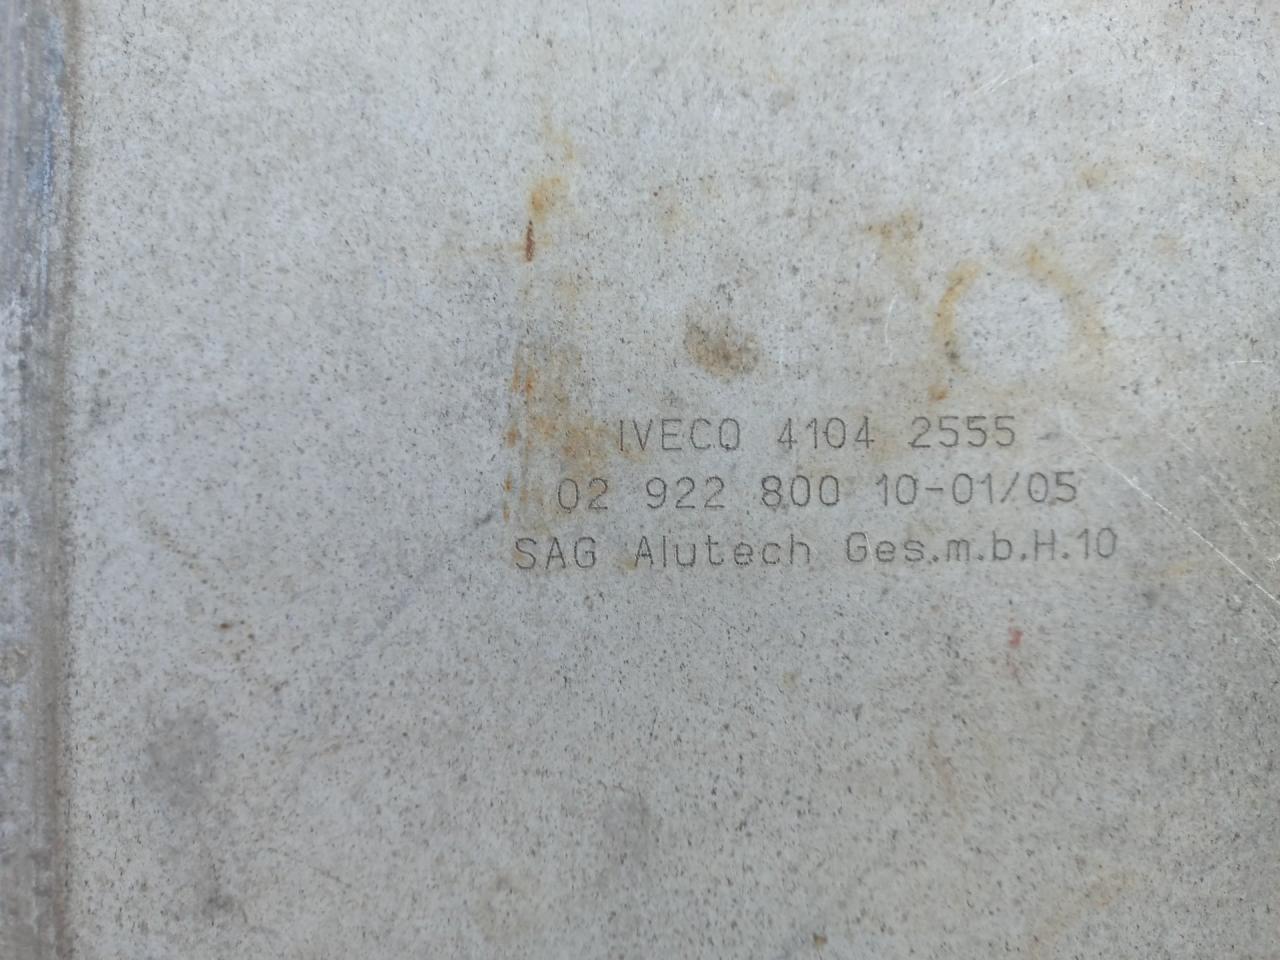 IVECO 4104 2555
02 922 800 10-01/05
SAG Alutech Ges.m.b.H.10